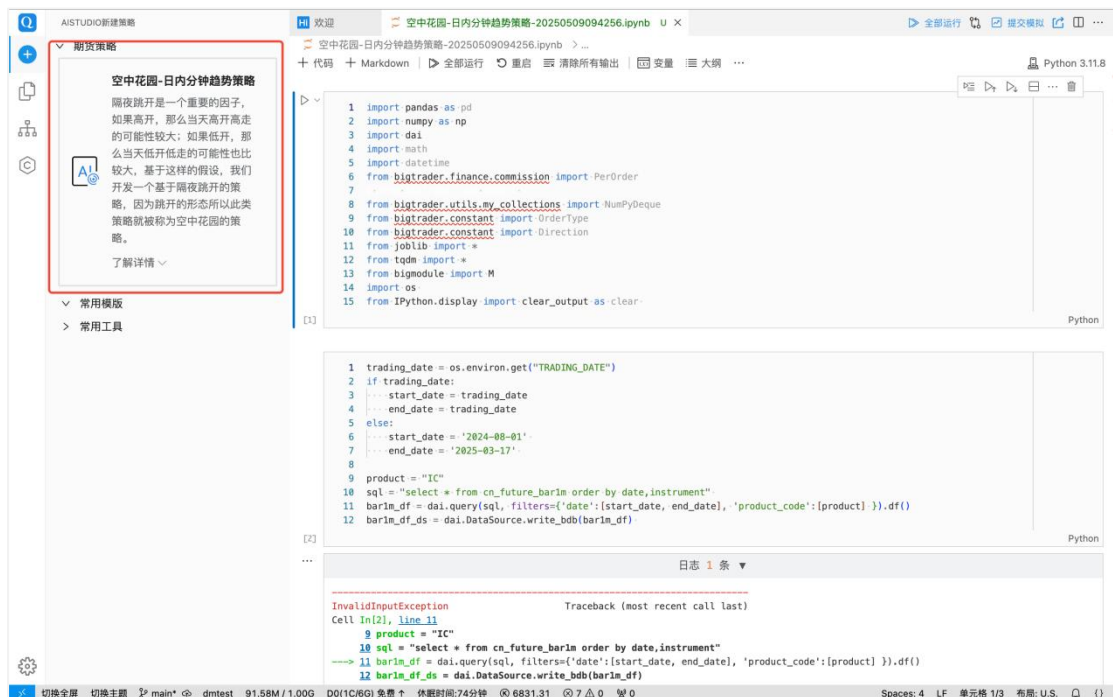 AISTUDIO新建策略
期货策略
空中花园-日内分钟趋势策略
隔夜跳开是一个重要的因子,
如果高开，那么当天高开高走
的可能性较大；如果低开，那
么当天低开低走的可能性也比
较大，基于这样的假设，我们
开发一个基于隔夜跳开的策
略，因为跳开的形态所以此类
策略就被称为空中花园的策
略。
了解详情
常用模版
常用工具
HI 欢迎
空中花园-日内分钟趋势策略-20250509094256.ipynb U ×
全部运行 提交模拟 ···
空中花园-日内分钟趋势策略-20250509094256.ipynb > ...
+ 代码 + Markdown 全部运行 重启 清除所有输出 变量 大纲 ··· Python 3.11.8
1 import pandas as pd
2 import numpy as np
3 import dai
4 import math
5 import datetime
6 from bigtrader.finance.commission import PerOrder
7
8 from bigtrader.utils.my_collections import NumPyDeque
9 from bigtrader.constant import OrderType
10 from bigtrader.constant import Direction
11 from joblib import *
12 from tqdm import *
13 from bigmodule import M
14 import os
15 from IPython.display import clear_output as clear
[1] Python
1 trading_date = os.environ.get("TRADING_DATE")
2 if trading_date:
3 start_date = trading_date
4 end_date = trading_date
5 else:
6 start_date = '2024-08-01'
7 end_date = '2025-03-17'
8
9 product = "IC"
10 sql = "select * from cn_future_bar1m order by date,instrument"
11 bar1m_df = dai.query(sql, filters={'date':[start_date, end_date], 'product_code':[product] }).df()
12 bar1m_df_ds = dai.DataSource.write_bdb(bar1m_df)
[2] Python
日志 1 条 ▼
InvalidInputException Traceback (most recent call last)
Cell In[2], line 11
9 product = "IC"
10 sql = "select * from cn_future_bar1m order by date,instrument"
----> 11 bar1m_df = dai.query(sql, filters={'date':[start_date, end_date], 'product_code':[product] }).df()
12 bar1m_df_ds = dai.DataSource.write_bdb(bar1m_df)
切换全屏 切换主题 main* dmtest 91.58M / 1.00G D0(1C/6G) 免费 ↑ 休眠时间:74分钟 6831.31 7 0 0 Spaces: 4 LF 单元格 1/3 布局: U.S.